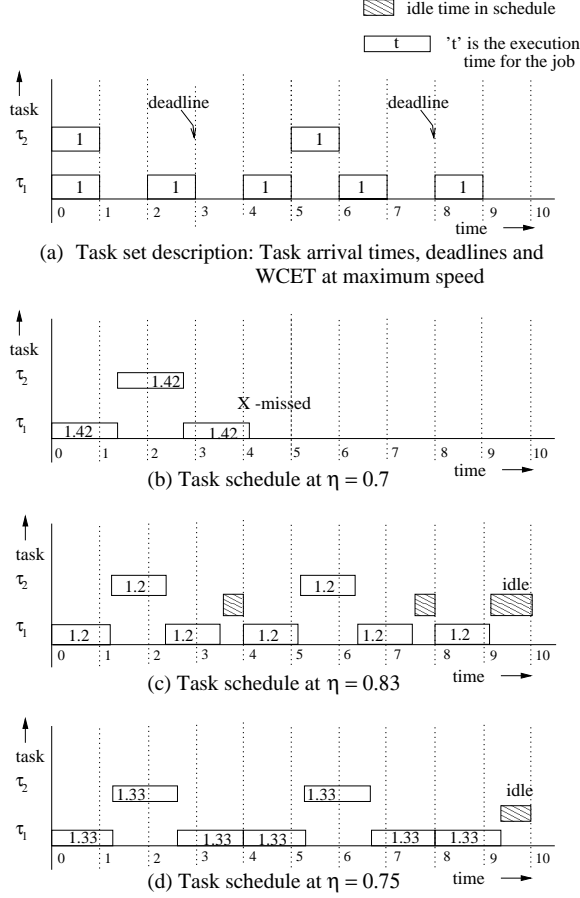 idle time in schedule
t
't' is the execution
time for the job
task
deadline
deadline
τ2
1
1
τ1
1
1
1
1
1
0 1 2 3 4 5 6 7 8 9 10
time
(a) Task set description: Task arrival times, deadlines and
WCET at maximum speed
task
τ2
1.42
X -missed
τ1
1.42
1.42
0 1 2 3 4 5 6 7 8 9 10
time
(b) Task schedule at η = 0.7
task
τ2
1.2
1.2
idle
τ1
1.2
1.2
1.2
1.2
1.2
0 1 2 3 4 5 6 7 8 9 10
time
(c) Task schedule at η = 0.83
task
τ2
1.33
1.33
idle
τ1
1.33
1.33
1.33
1.33
1.33
0 1 2 3 4 5 6 7 8 9 10
time
(d) Task schedule at η = 0.75